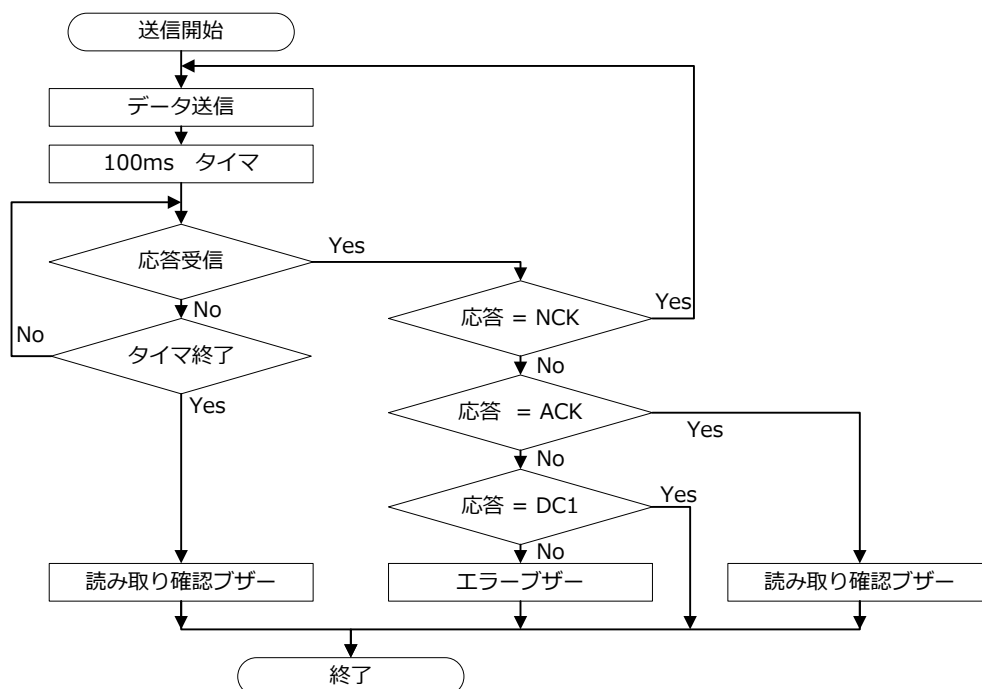 送信開始
データ送信
100ms タイマ
応答受信
Yes
No
タイマ終了
No
Yes
応答 = NCK
Yes
No
応答 = ACK
Yes
No
応答 = DC1
Yes
No
読み取り確認ブザー
エラーブザー
読み取り確認ブザー
終了